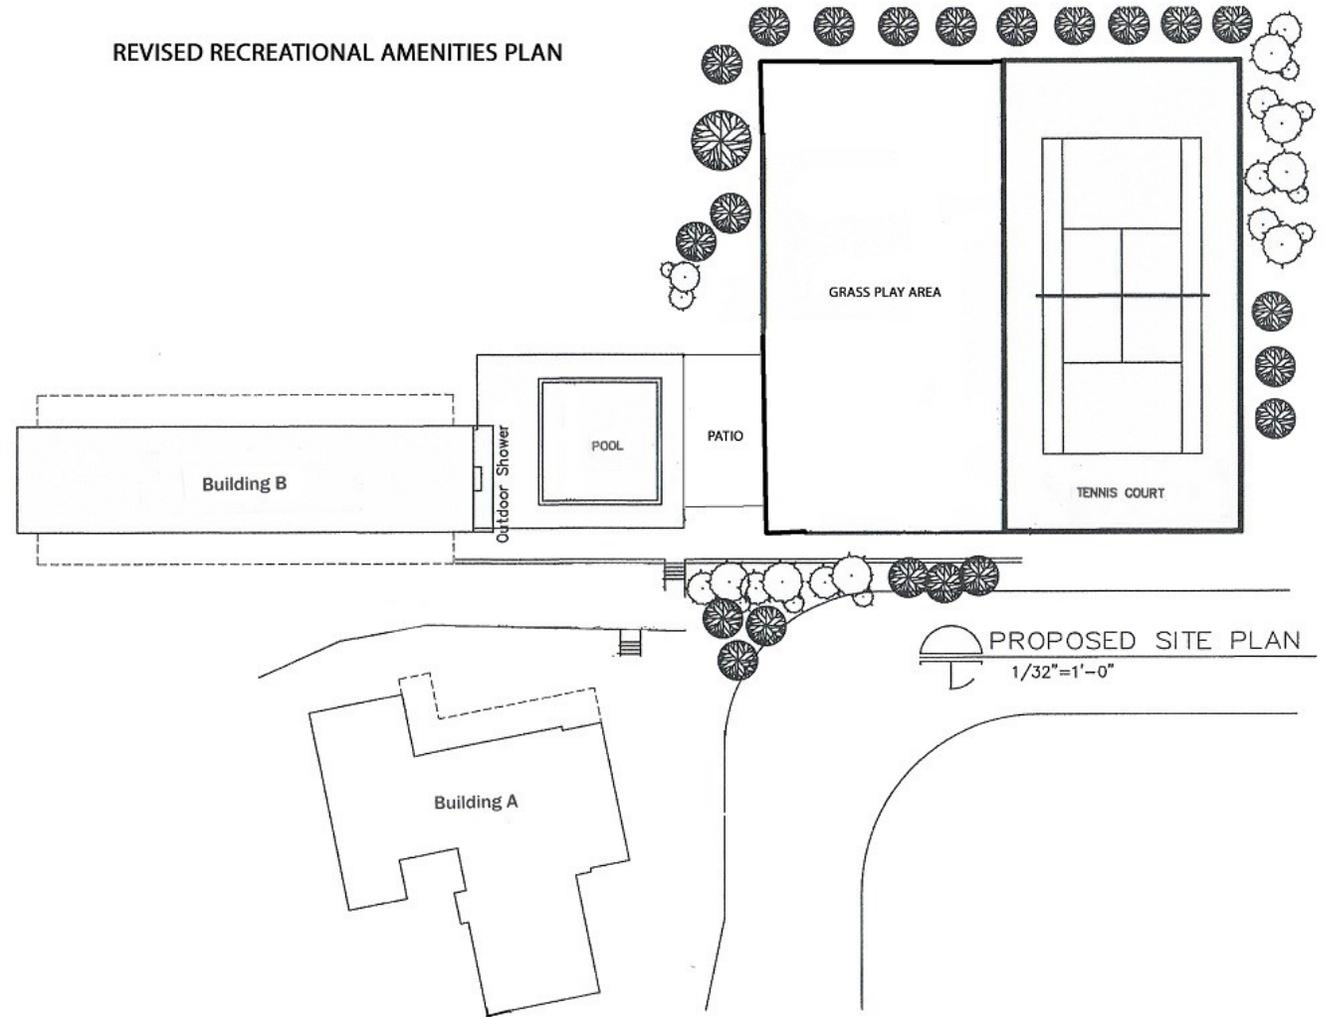 REVISED RECREATIONAL AMENITIES PLAN
GRASS PLAY AREA
POOL
PATIO
Outdoor Shower
Building B
TENNIS COURT
PROPOSED SITE PLAN
1/32"=1'-0"
Building A